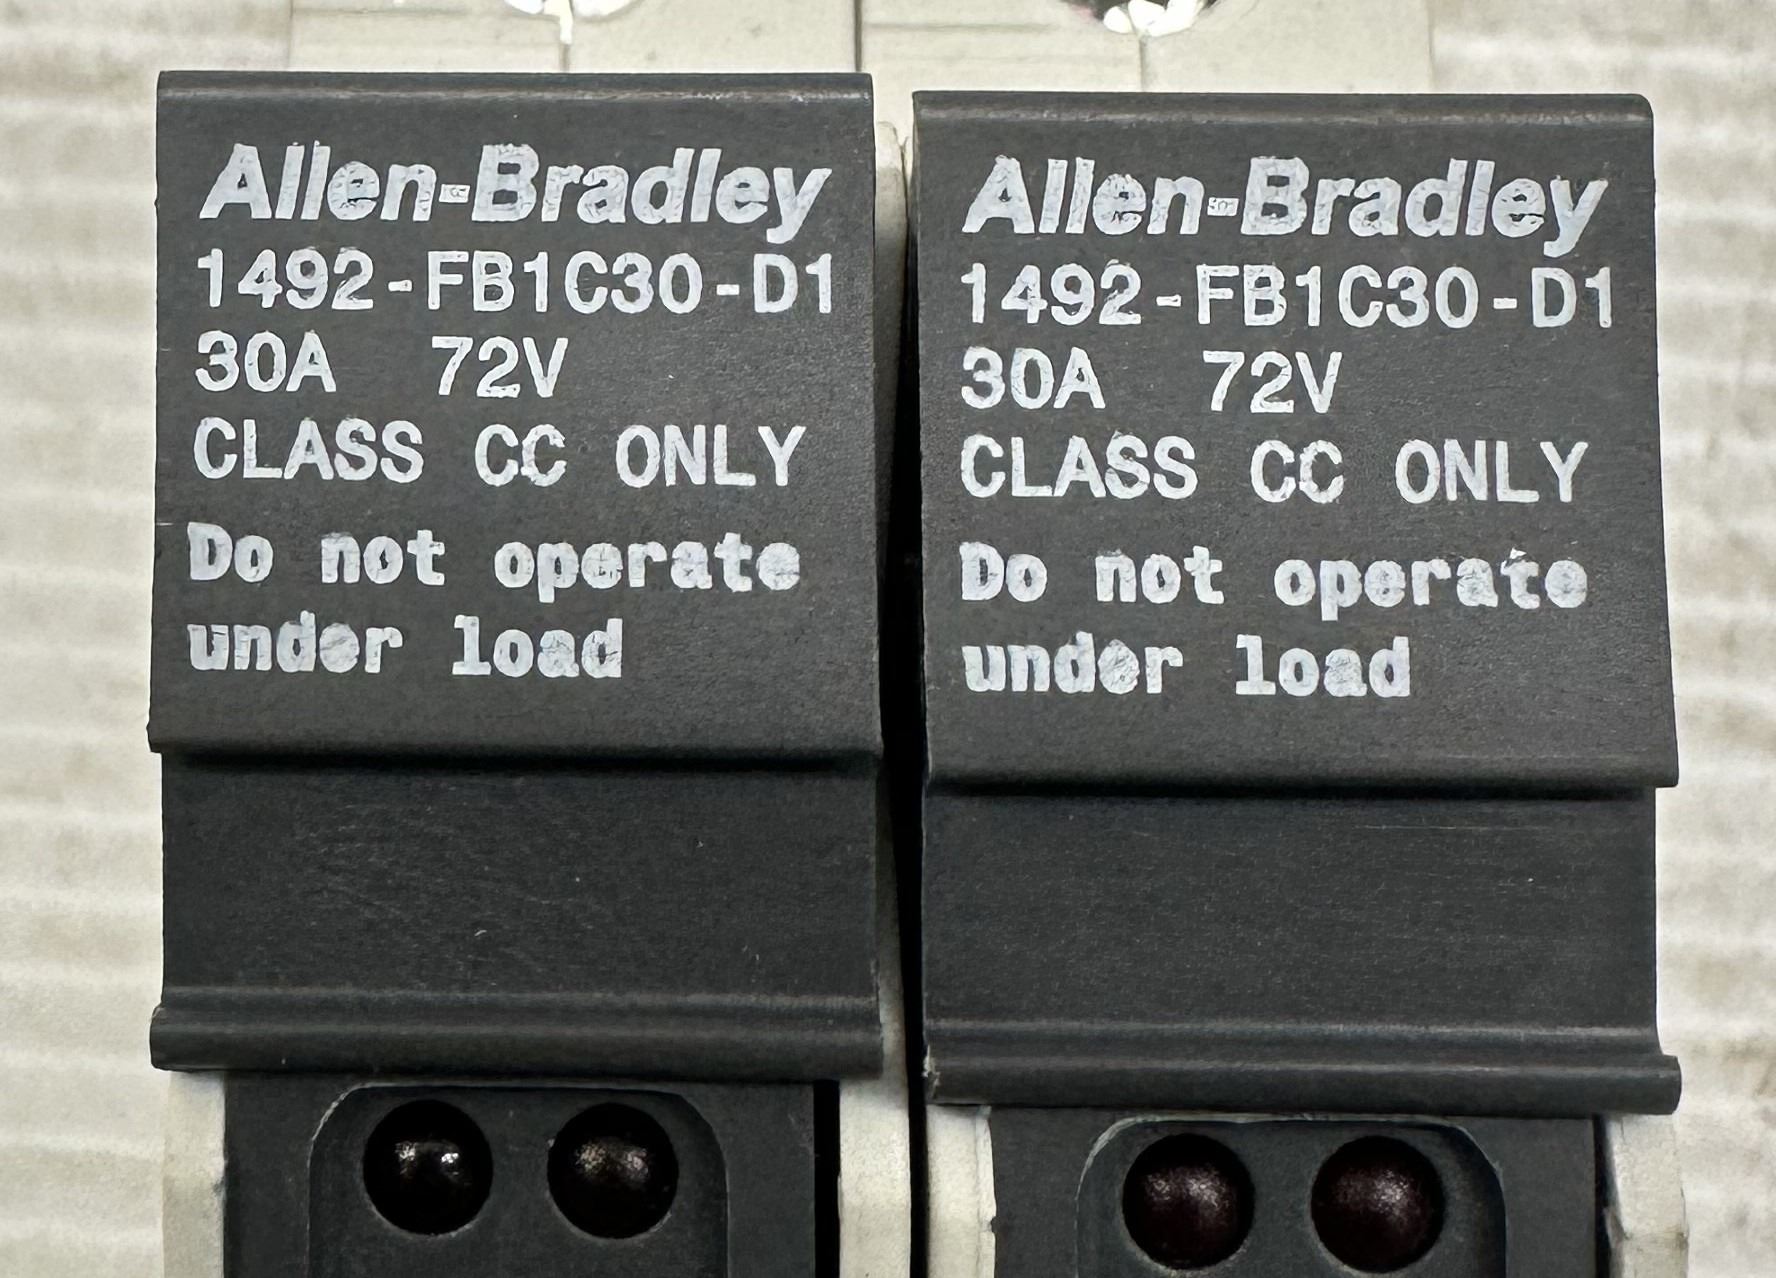 Allen-Bradley
1492-FB1C30-D1
30A 72V
CLASS CC ONLY
Do not operate
under load
Allen-Bradley
1492-FB1C30-D1
30A 72V
CLASS CC ONLY
Do not operate
under load